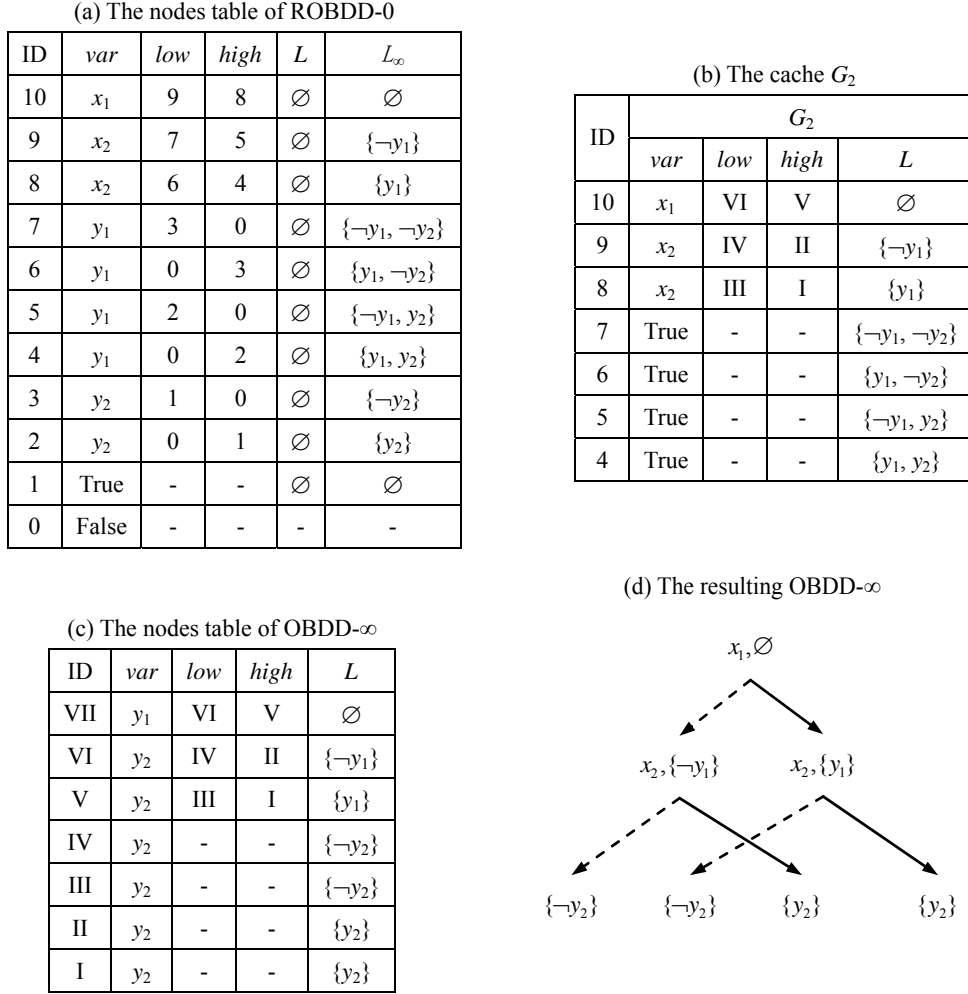 (a) The nodes table of ROBDD-0
ID var low high L L∞
10 x₁ 9 8 ∅ ∅
9 x₂ 7 5 ∅ {¬y₁}
8 x₂ 6 4 ∅ {y₁}
7 y₁ 3 0 ∅ {¬y₁, ¬y₂}
6 y₁ 0 3 ∅ {y₁, ¬y₂}
5 y₁ 2 0 ∅ {¬y₁, y₂}
4 y₁ 0 2 ∅ {y₁, y₂}
3 y₂ 1 0 ∅ {¬y₂}
2 y₂ 0 1 ∅ {y₂}
1 True - - ∅ ∅
0 False - - - -
(b) The cache G₂
ID G₂
var low high L
10 x₁ VI V ∅
9 x₂ IV II {¬y₁}
8 x₂ III I {y₁}
7 True - - {¬y₁, ¬y₂}
6 True - - {y₁, ¬y₂}
5 True - - {¬y₁, y₂}
4 True - - {y₁, y₂}
(c) The nodes table of OBDD-∞
ID var low high L
VII y₁ VI V ∅
VI y₂ IV II {¬y₁}
V y₂ III I {y₁}
IV y₂ - - {¬y₂}
III y₂ - - {¬y₂}
II y₂ - - {y₂}
I y₂ - - {y₂}
(d) The resulting OBDD-∞
x₁,∅
x₂,{¬y₁} x₂,{y₁}
{¬y₂} {¬y₂} {y₂} {y₂}